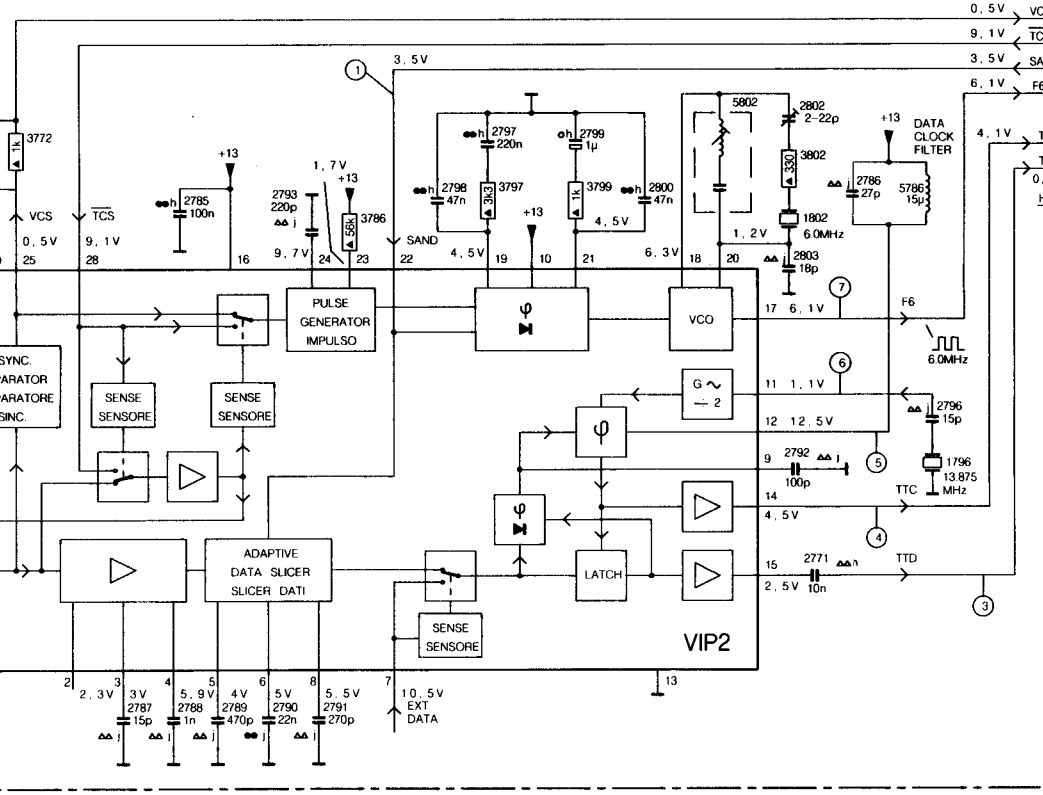 0,5V VC
9,1V TC
3,5V 3,5V SA
1
6,1V F6
5802 2802
2-22p
+13 DATA
CLOCK
FILTER
4,1V T
T
0,
3772
1k
+13
h 2785
100n
1,7V
2793
220p
j
+13
3786
56k
h 2797
220n
h 2799
1µ
h 2798
47n
3k3 3797
1k 3799
h 2800
47n
+13
3802
330
1802
6.0MHz
j 2786
27p
5786
15µ
VCS TCS
0,5V 9,1V
25 28 16
9,7V 24 23 22
SAND
4,5V 19 10 21 4,5V
6,3V 18 20 1,2V
j 2803
18p
PULSE
GENERATOR
IMPULSO
φ
VCO
17 6,1V
7
F6
6.0MHz
SYNC.
PARATOR
PARATORE
SINC.
SENSE
SENSORE
SENSE
SENSORE
G ~
÷ 2
11 1,1V
6
j 2796
15p
φ
12 12,5V
5
1796
13.875
MHz
9 2792 j
100p
φ
14
4,5V
TTC
4
ADAPTIVE
DATA SLICER
SLICER DATI
LATCH
15
2,5V
2771 n
10n
TTD
3
SENSE
SENSORE
VIP2
2 3 4 5 6 8 7 13
2,3V 3V 5,9V 4V 5V 5,5V 10,5V
EXT
DATA
2787
15p
j
2788
1n
j
2789
470p
j
2790
22n
j
2791
270p
j